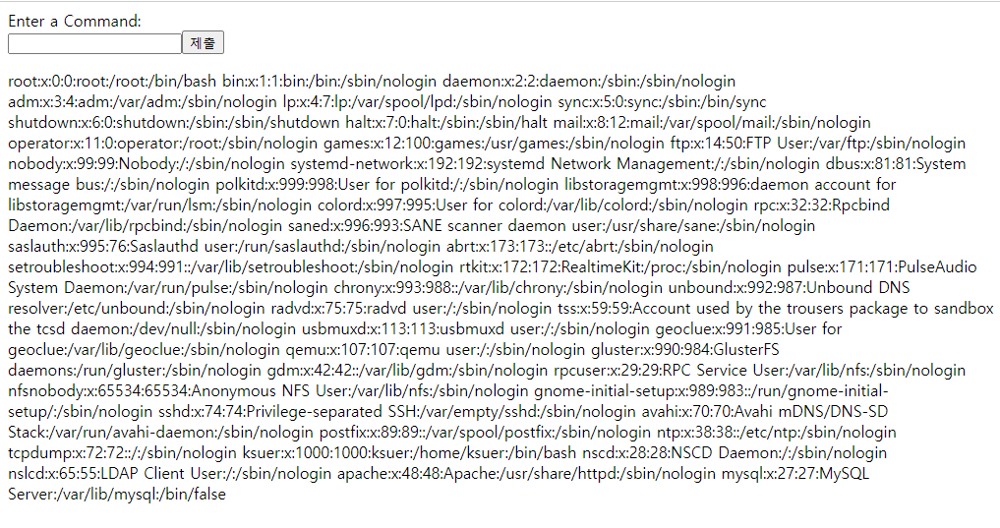 Enter a Command:
제출
root:x:0:0:root:/root:/bin/bash bin:x:1:1:bin:/bin:/sbin/nologin daemon:x:2:2:daemon:/sbin:/sbin/nologin
adm:x:3:4:adm:/var/adm:/sbin/nologin lp:x:4:7:lp:/var/spool/lpd:/sbin/nologin sync:x:5:0:sync:/sbin:/bin/sync
shutdown:x:6:0:shutdown:/sbin:/sbin/shutdown halt:x:7:0:halt:/sbin:/sbin/halt mail:x:8:12:mail:/var/spool/mail:/sbin/nologin
operator:x:11:0:operator:/root:/sbin/nologin games:x:12:100:games:/usr/games:/sbin/nologin ftp:x:14:50:FTP User:/var/ftp:/sbin/nologin
nobody:x:99:99:Nobody:/:/sbin/nologin systemd-network:x:192:192:systemd Network Management:/:/sbin/nologin dbus:x:81:81:System
message bus:/:/sbin/nologin polkitd:x:999:998:User for polkitd:/:/sbin/nologin libstoragemgmt:x:998:996:daemon account for
libstoragemgmt:/var/run/lsm:/sbin/nologin colord:x:997:995:User for colord:/var/lib/colord:/sbin/nologin rpc:x:32:32:Rpcbind
Daemon:/var/lib/rpcbind:/sbin/nologin saned:x:996:993:SANE scanner daemon user:/usr/share/sane:/sbin/nologin
saslauth:x:995:76:Saslauthd user:/run/saslauthd:/sbin/nologin abrt:x:173:173::/etc/abrt:/sbin/nologin
setroubleshoot:x:994:991::/var/lib/setroubleshoot:/sbin/nologin rtkit:x:172:172:RealtimeKit:/proc:/sbin/nologin pulse:x:171:171:PulseAudio
System Daemon:/var/run/pulse:/sbin/nologin chrony:x:993:988::/var/lib/chrony:/sbin/nologin unbound:x:992:987:Unbound DNS
resolver:/etc/unbound:/sbin/nologin radvd:x:75:75:radvd user:/:/sbin/nologin tss:x:59:59:Account used by the trousers package to sandbox
the tcsd daemon:/dev/null:/sbin/nologin usbmuxd:x:113:113:usbmuxd user:/:/sbin/nologin geoclue:x:991:985:User for
geoclue:/var/lib/geoclue:/sbin/nologin qemu:x:107:107:qemu user:/:/sbin/nologin gluster:x:990:984:GlusterFS
daemons:/run/gluster:/sbin/nologin gdm:x:42:42::/var/lib/gdm:/sbin/nologin rpcuser:x:29:29:RPC Service User:/var/lib/nfs:/sbin/nologin
nfsnobody:x:65534:65534:Anonymous NFS User:/var/lib/nfs:/sbin/nologin gnome-initial-setup:x:989:983::/run/gnome-initial-
setup/:/sbin/nologin sshd:x:74:74:Privilege-separated SSH:/var/empty/sshd:/sbin/nologin avahi:x:70:70:Avahi mDNS/DNS-SD
Stack:/var/run/avahi-daemon:/sbin/nologin postfix:x:89:89::/var/spool/postfix:/sbin/nologin ntp:x:38:38::/etc/ntp:/sbin/nologin
tcpdump:x:72:72::/:/sbin/nologin ksuer:x:1000:1000:ksuer:/home/ksuer:/bin/bash nscd:x:28:28:NSCD Daemon:/:/sbin/nologin
nslcd:x:65:55:LDAP Client User:/:/sbin/nologin apache:x:48:48:Apache:/usr/share/httpd:/sbin/nologin mysql:x:27:27:MySQL
Server:/var/lib/mysql:/bin/false